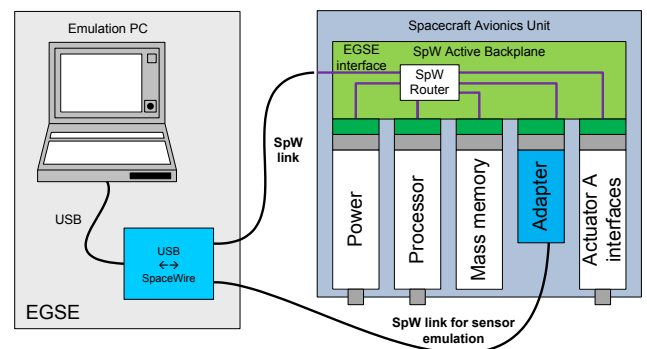 Emulation PC
USB
USB
←→
SpaceWire
EGSE
SpW
link
Spacecraft Avionics Unit
EGSE
interface
SpW Active Backplane
SpW
Router
Power
Processor
Mass memory
Adapter
Actuator A
interfaces
SpW link for sensor
emulation